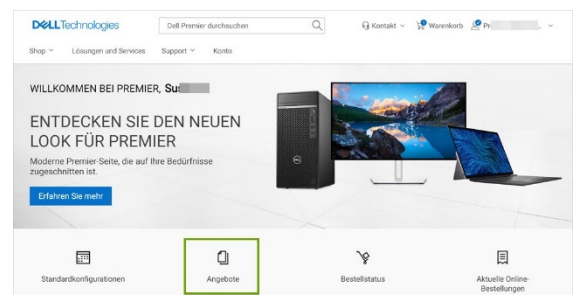 DELLTechnologies
Dell Premier durchsuchen
Kontakt
Warenkorb
Shop
Lösungen und Services
Support
Konto
WILLKOMMEN BEI PREMIER,
ENTDECKEN SIE DEN NEUEN
LOOK FÜR PREMIER
Moderne Premier-Seite, die auf Ihre Bedürfnisse
zugeschnitten ist.
Erfahren Sie mehr
Standardkonfigurationen
Angebote
Bestellstatus
Aktuelle Online-
Bestellungen